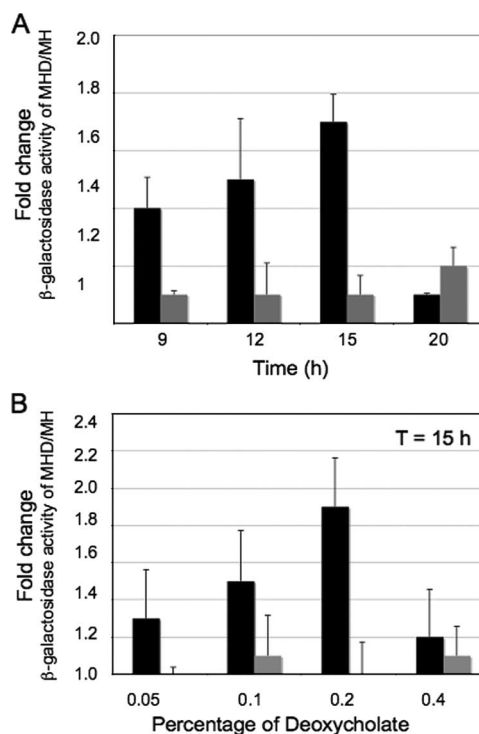 A
Fold change
β-galactosidase activity of MHD/MH
2.0
1.8
1.6
1.4
1.2
1
9 12 15 20
Time (h)
B
Fold change
β-galactosidase activity of MHD/MH
2.4
2.2
2.0
1.8
1.6
1.4
1.2
1.0
T = 15 h
0.05 0.1 0.2 0.4
Percentage of Deoxycholate